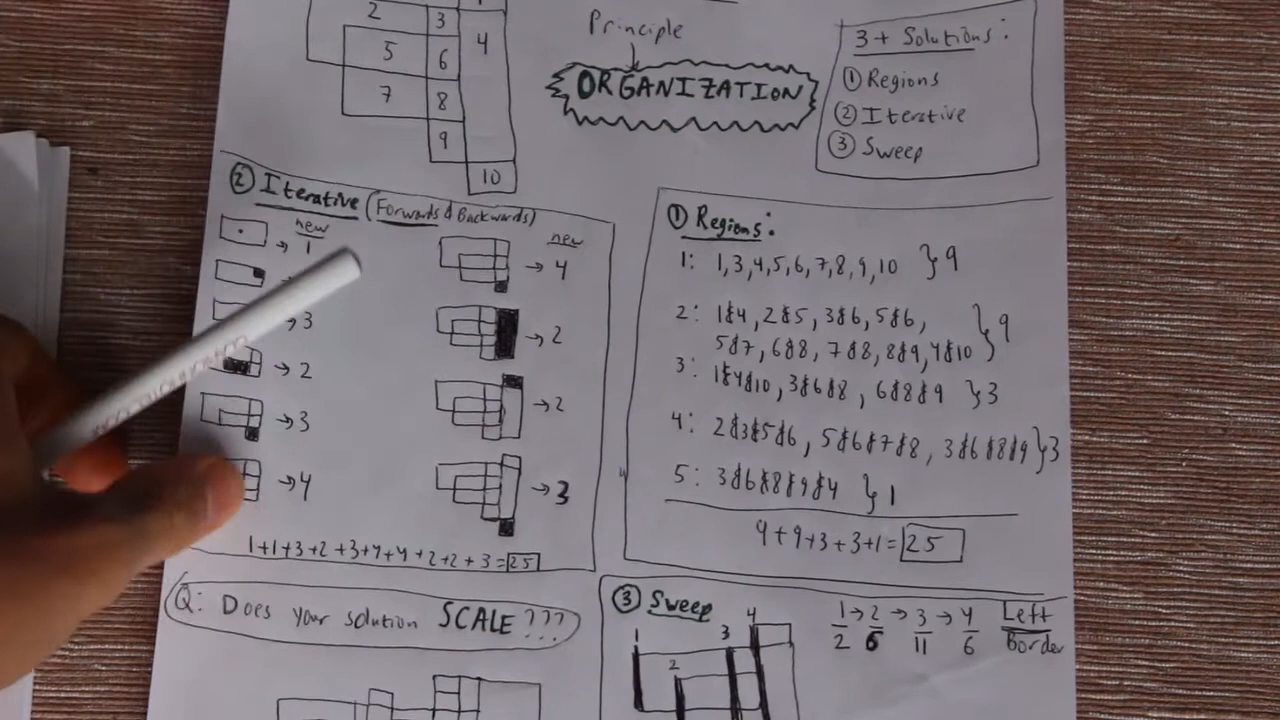 2
3
4
5
6
7
8
9
10
Principle
ORGANIZATION
3+ Solutions:
① Regions
② Iterative
③ Sweep
② Iterative (Forwards & Backwards)
new
→ 1
→ 3
→ 2
→ 3
→ 4
new
→ 4
→ 2
→ 2
→ 3
1+1+3+2+3+4+4+2+2+3=25
① Regions:
1: 1,3,4,5,6,7,8,9,10 } 9
2: 1&4, 2&5, 3&6, 5&6,
5&7, 6&8, 7&8, 8&9, 4&10 } 9
3: 1&4&10, 3&6&8, 6&8&9 } 3
4: 2&3&5&6, 5&6&7&8, 3&6&8&9 } 3
5: 3&6&8&9&4 } 1
9+9+3+3+1=25
Q: Does your solution SCALE???
③ Sweep
1
2
3
4
1 → 2 → 3 → 4 Left
2 6 11 6 Border